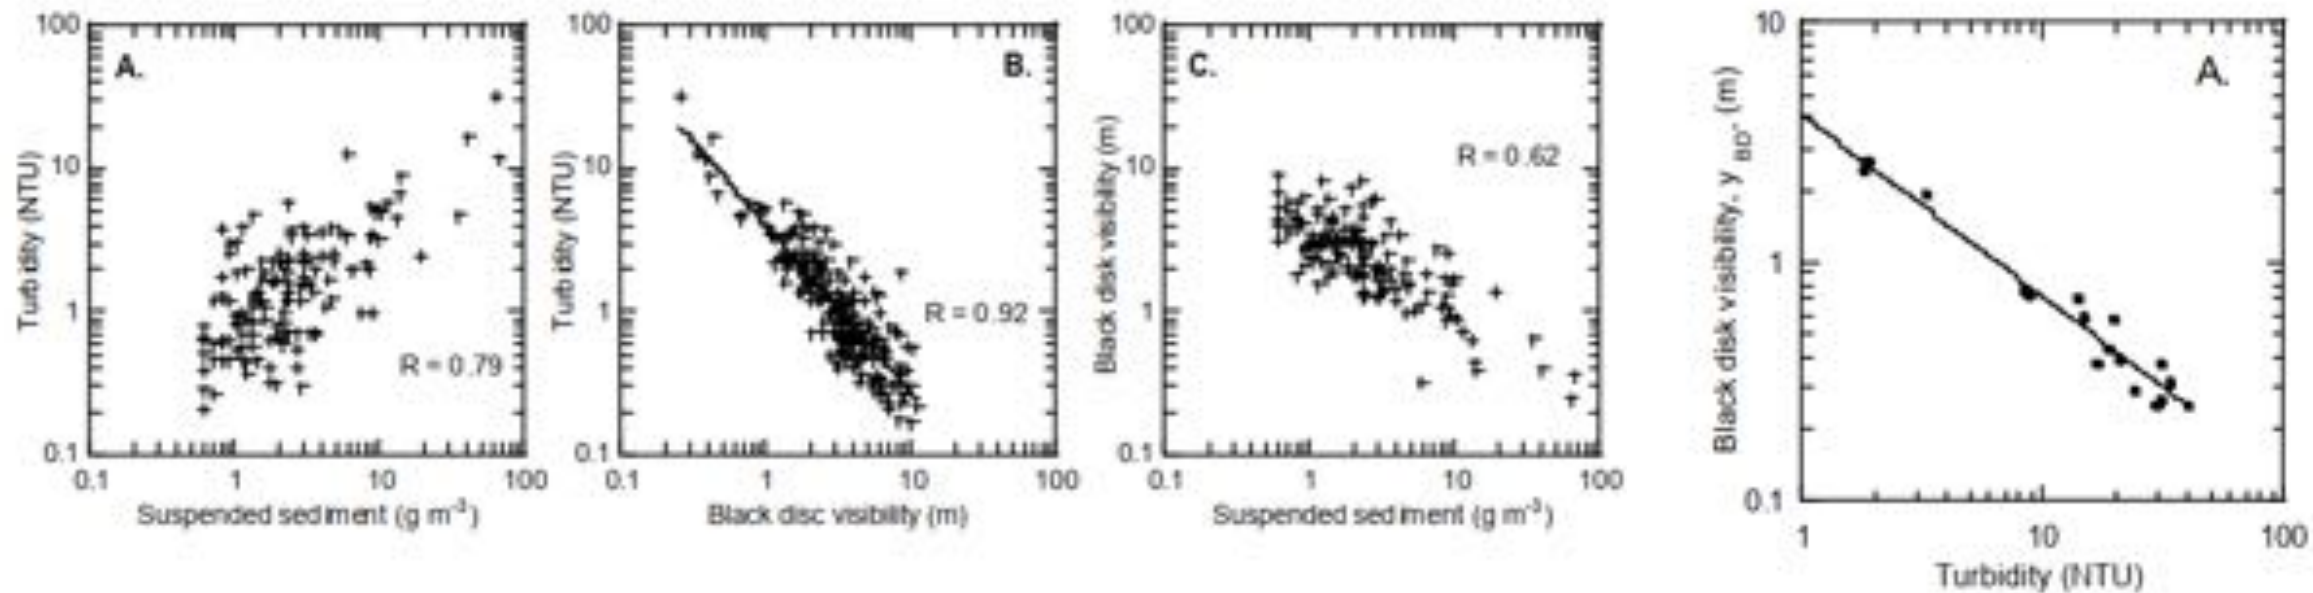 A.
100
10
1
0.1
Turbidity (NTU)
R = 0.79
0.1 1 10 100
Suspended sediment (g m⁻³)
B.
100
10
1
0.1
Turbidity (NTU)
R = 0.92
0.1 1 10 100
Black disc visibility (m)
C.
100
10
1
0.1
Black disk visibility (m)
R = 0.62
0.1 1 10 100
Suspended sediment (g m⁻³)
A.
10
1
0.1
Black disk visibility, y BD' (m)
1 10 100
Turbidity (NTU)